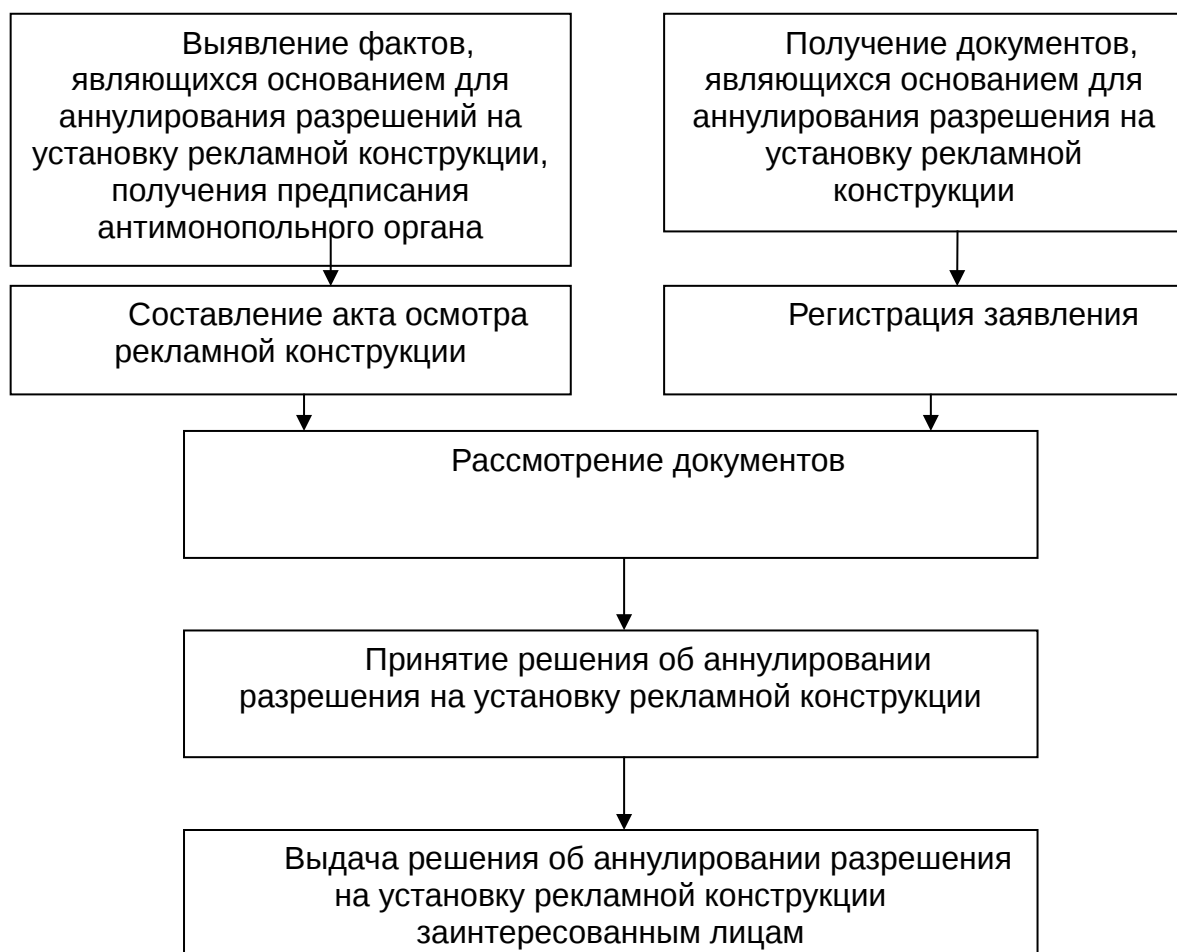 Выявление фактов,
являющихся основанием для
аннулирования разрешений на
установку рекламной конструкции,
получения предписания
антимонопольного органа
Получение документов,
являющихся основанием для
аннулирования разрешения на
установку рекламной
конструкции
Составление акта осмотра
рекламной конструкции
Регистрация заявления
Рассмотрение документов
Принятие решения об аннулировании
разрешения на установку рекламной конструкции
Выдача решения об аннулировании разрешения
на установку рекламной конструкции
заинтересованным лицам